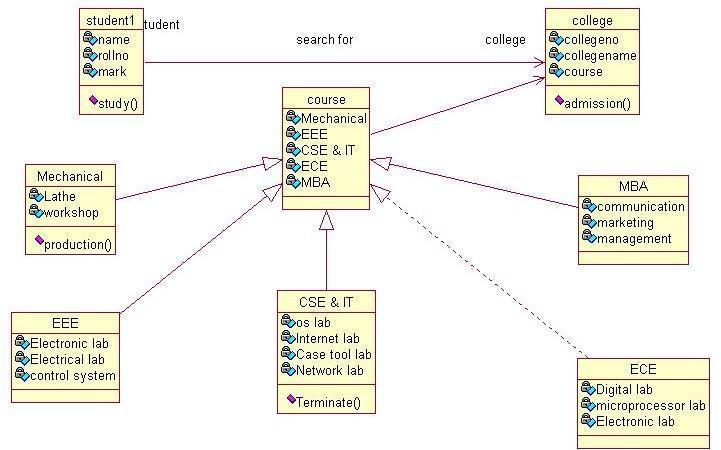 student1
name
rollno
mark
study()
tudent
search for
college
college
collegeno
collegename
course
admission()
course
Mechanical
EEE
CSE & IT
ECE
MBA
Mechanical
Lathe
workshop
production()
MBA
communication
marketing
management
EEE
Electronic lab
Electrical lab
control system
CSE & IT
os lab
Internet lab
Case tool lab
Network lab
Terminate()
ECE
Digital lab
microprocessor lab
Electronic lab